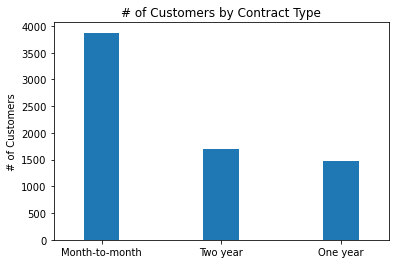 # of Customers by Contract Type
# of Customers
4000
3500
3000
2500
2000
1500
1000
500
0
Month-to-month
Two year
One year